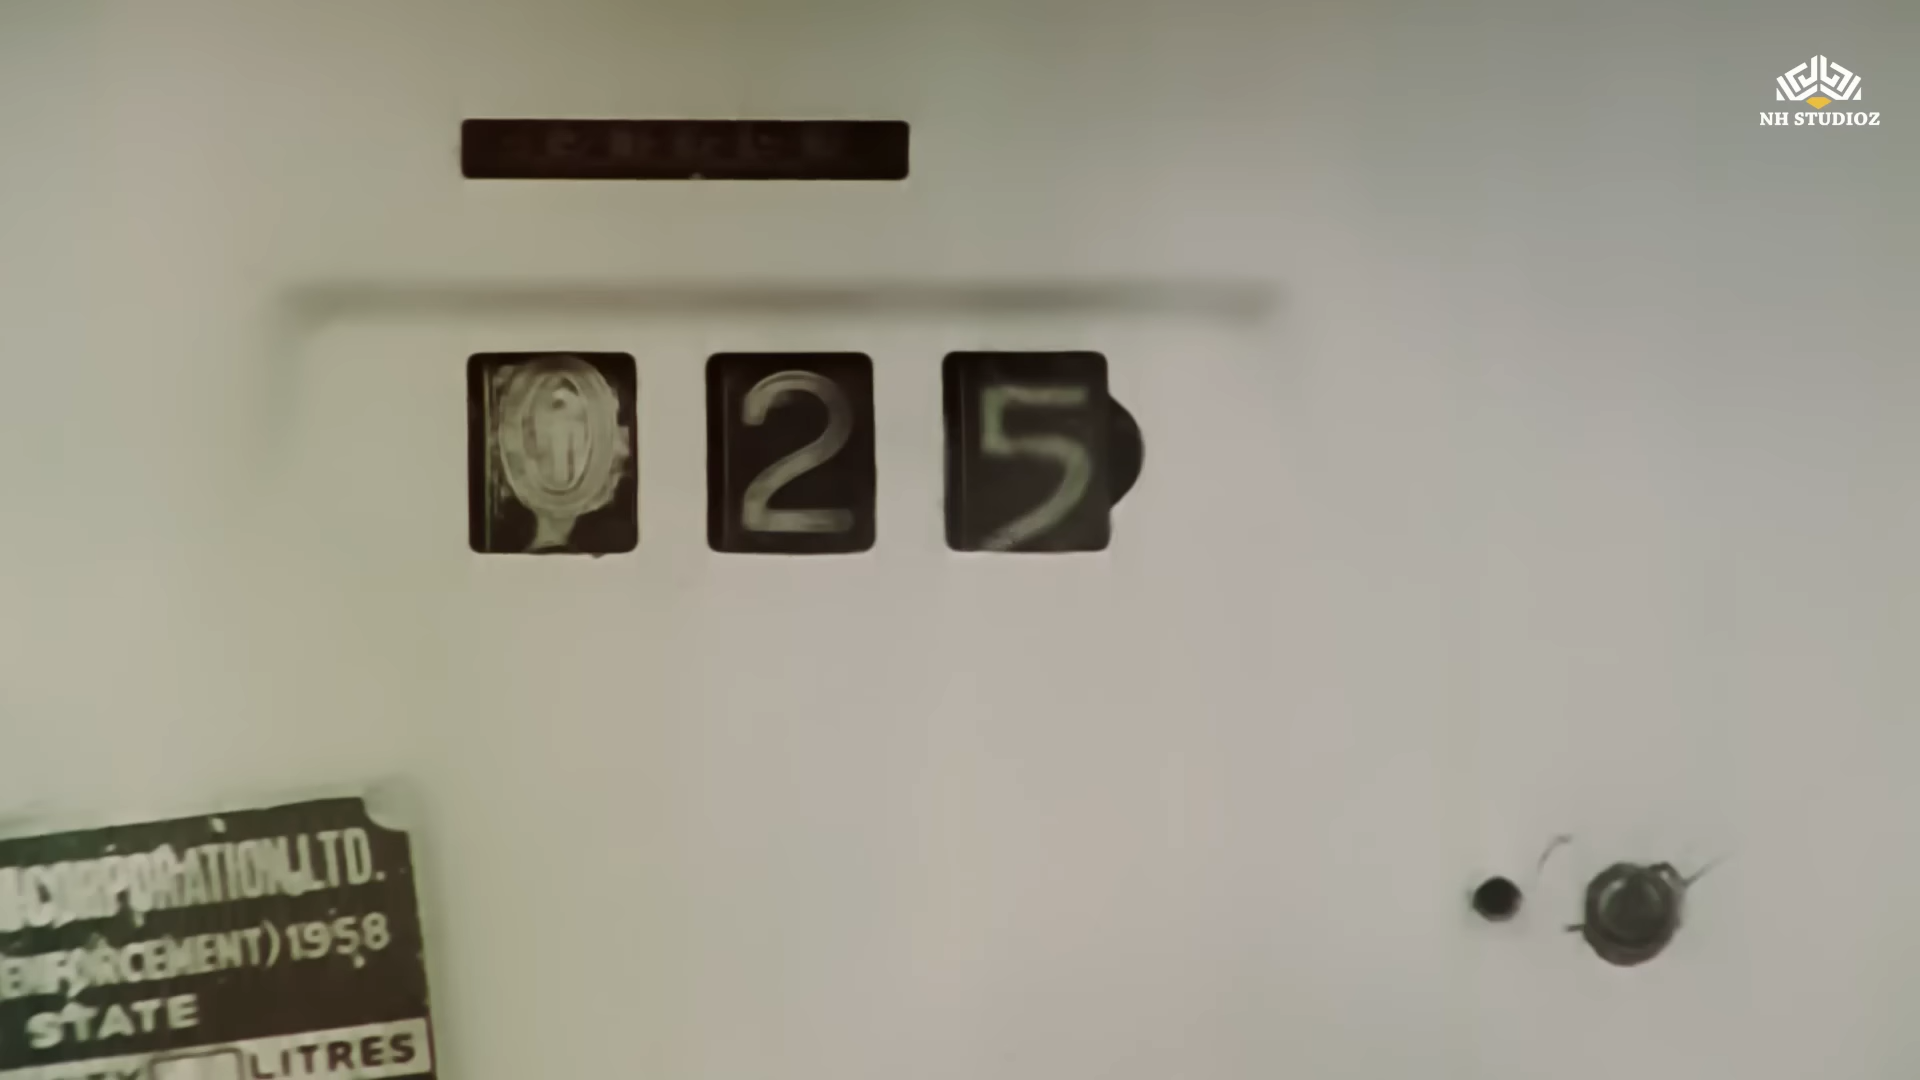 NH STUDIOZ
0 2 5
CORPORATION LTD.
ENFORCEMENT) 1958
STATE
LITRES